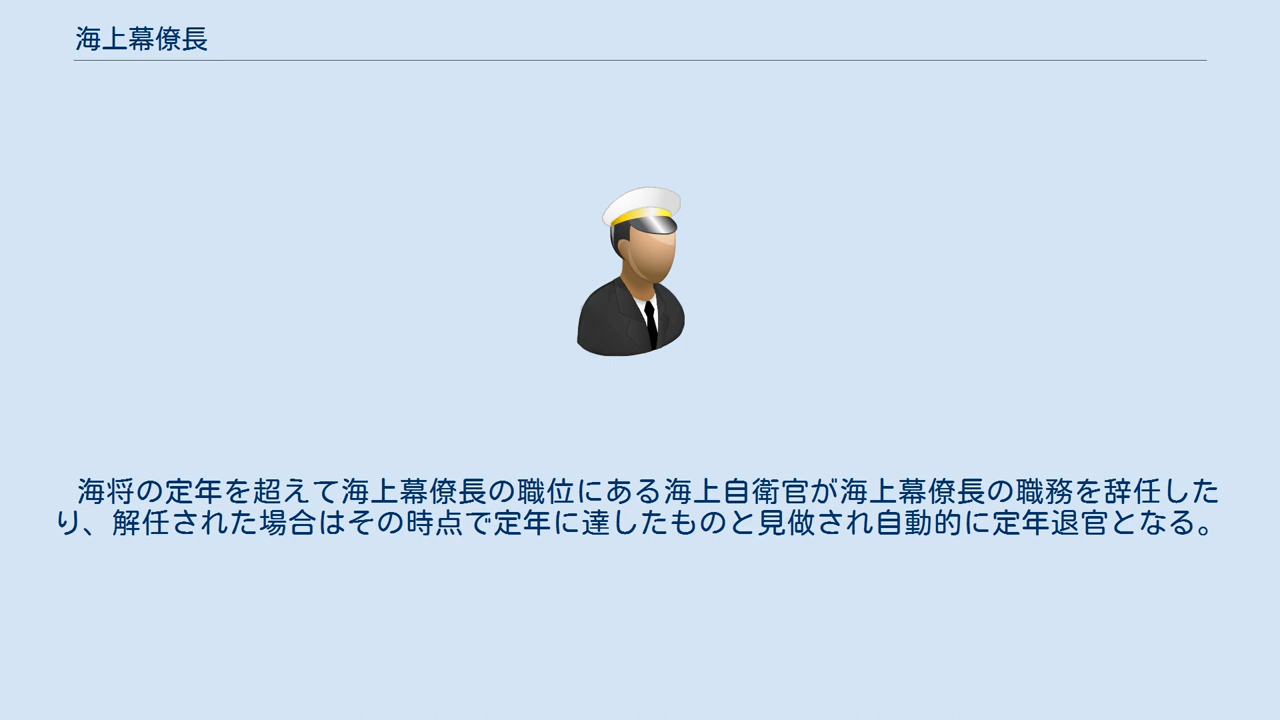 海上幕僚長
海将の定年を超えて海上幕僚長の職位にある海上自衛官が海上幕僚長の職務を辞任した
り、解任された場合はその時点で定年に達したものと見做され自動的に定年退官となる。